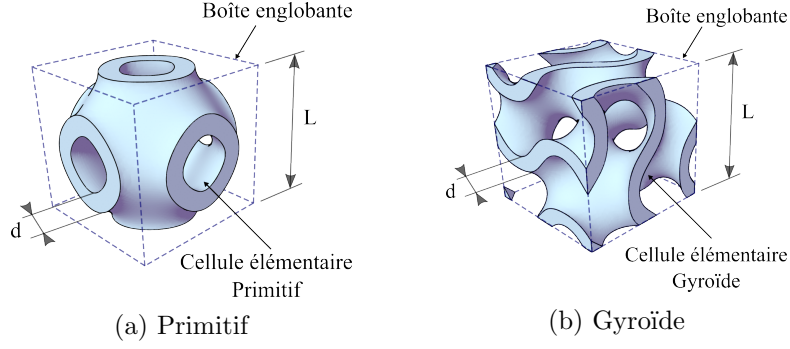 Boîte englobante
L
d
Cellule élémentaire
Primitif
(a) Primitif
Boîte englobante
L
d
Cellule élémentaire
Gyroïde
(b) Gyroïde